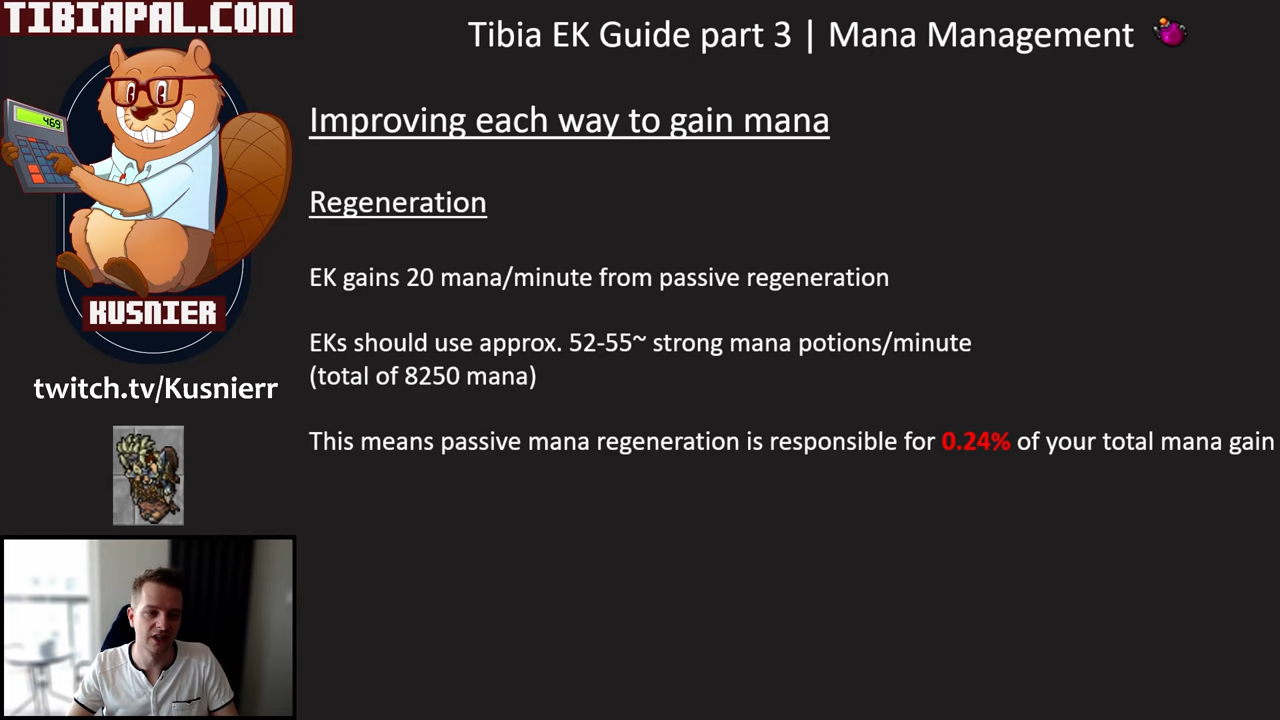 TIBIAPAL.COM
Tibia EK Guide part 3 | Mana Management
469
Improving each way to gain mana
Regeneration
EK gains 20 mana/minute from passive regeneration
KUSNIER
EKs should use approx. 52-55~ strong mana potions/minute
(total of 8250 mana)
twitch.tv/Kusnierr
This means passive mana regeneration is responsible for 0.24% of your total mana gain